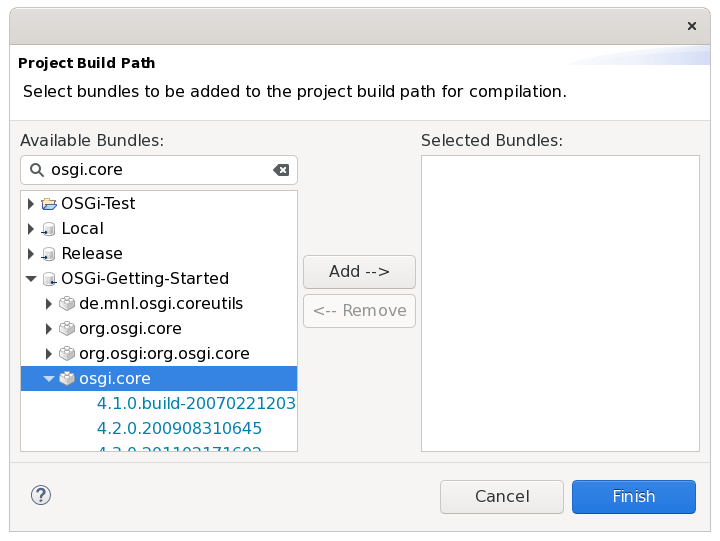 Project Build Path
Select bundles to be added to the project build path for compilation.
Available Bundles:
Selected Bundles:
osgi.core
OSGi-Test
Local
Release
OSGi-Getting-Started
de.mnl.osgi.coreutils
org.osgi.core
org.osgi:org.osgi.core
osgi.core
4.1.0.build-20070221203
4.2.0.200908310645
Add -->
<-- Remove
Cancel
Finish